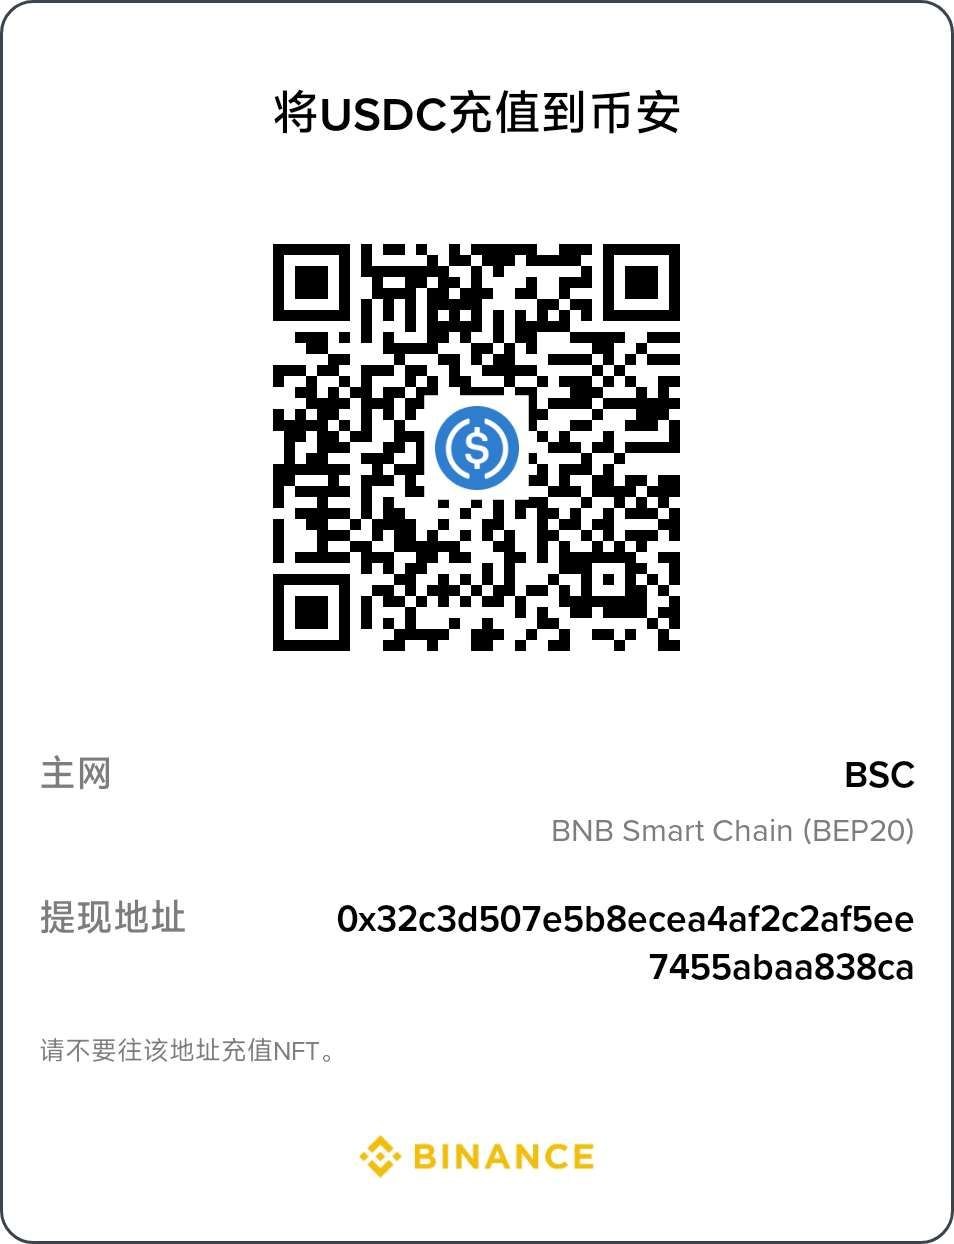 将USDC充值到币安
主网
BSC
BNB Smart Chain (BEP20)
提现地址
0x32c3d507e5b8ecea4af2c2af5ee
7455abaa838ca
请不要往该地址充值NFT。
BINANCE